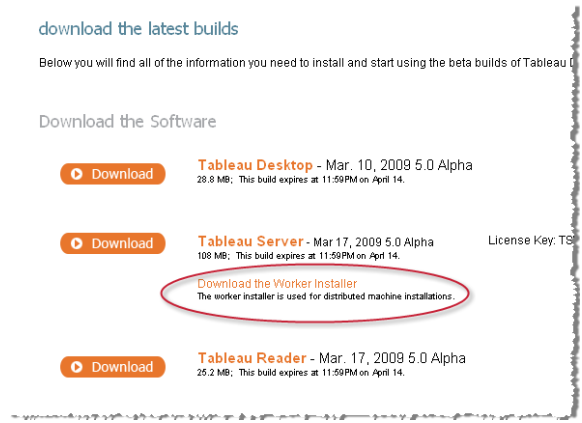 download the latest builds
Below you will find all of the information you need to install and start using the beta builds of Tableau
Download the Software
Download
Tableau Desktop - Mar. 10, 2009 5.0 Alpha
28.8 MB; This build expires at 11:59PM on April 14.
Download
Tableau Server - Mar 17, 2009 5.0 Alpha
License Key: TS
108 MB; This build expires at 11:59PM on April 14.
Download the Worker Installer
The worker installer is used for distributed machine installations.
Download
Tableau Reader - Mar. 17, 2009 5.0 Alpha
25.2 MB; This build expires at 11:59PM on April 14.